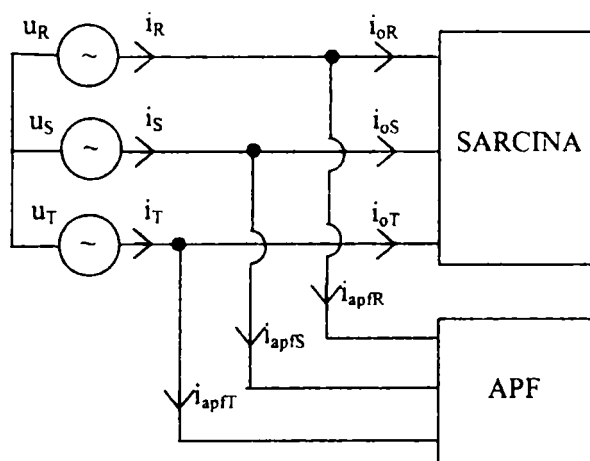 u_R ~ i_R i_oR
u_S ~ i_S i_oS SARCINA
u_T ~ i_T i_oT
i_apfR
i_apfS
i_apfT APF